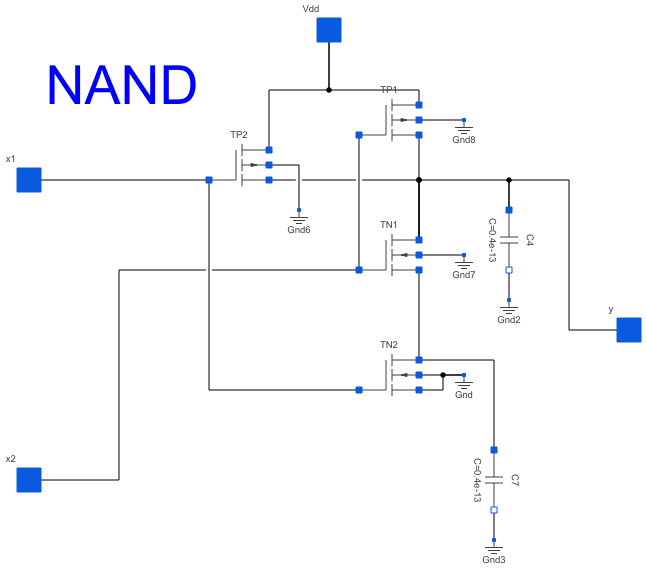 Vdd
NAND
TP1
TP2
Gnd8
x1
Gnd6
TN1
C=0.4e-13
C4
Gnd7
Gnd2
y
TN2
Gnd
x2
C=0.4e-13
C7
Gnd3